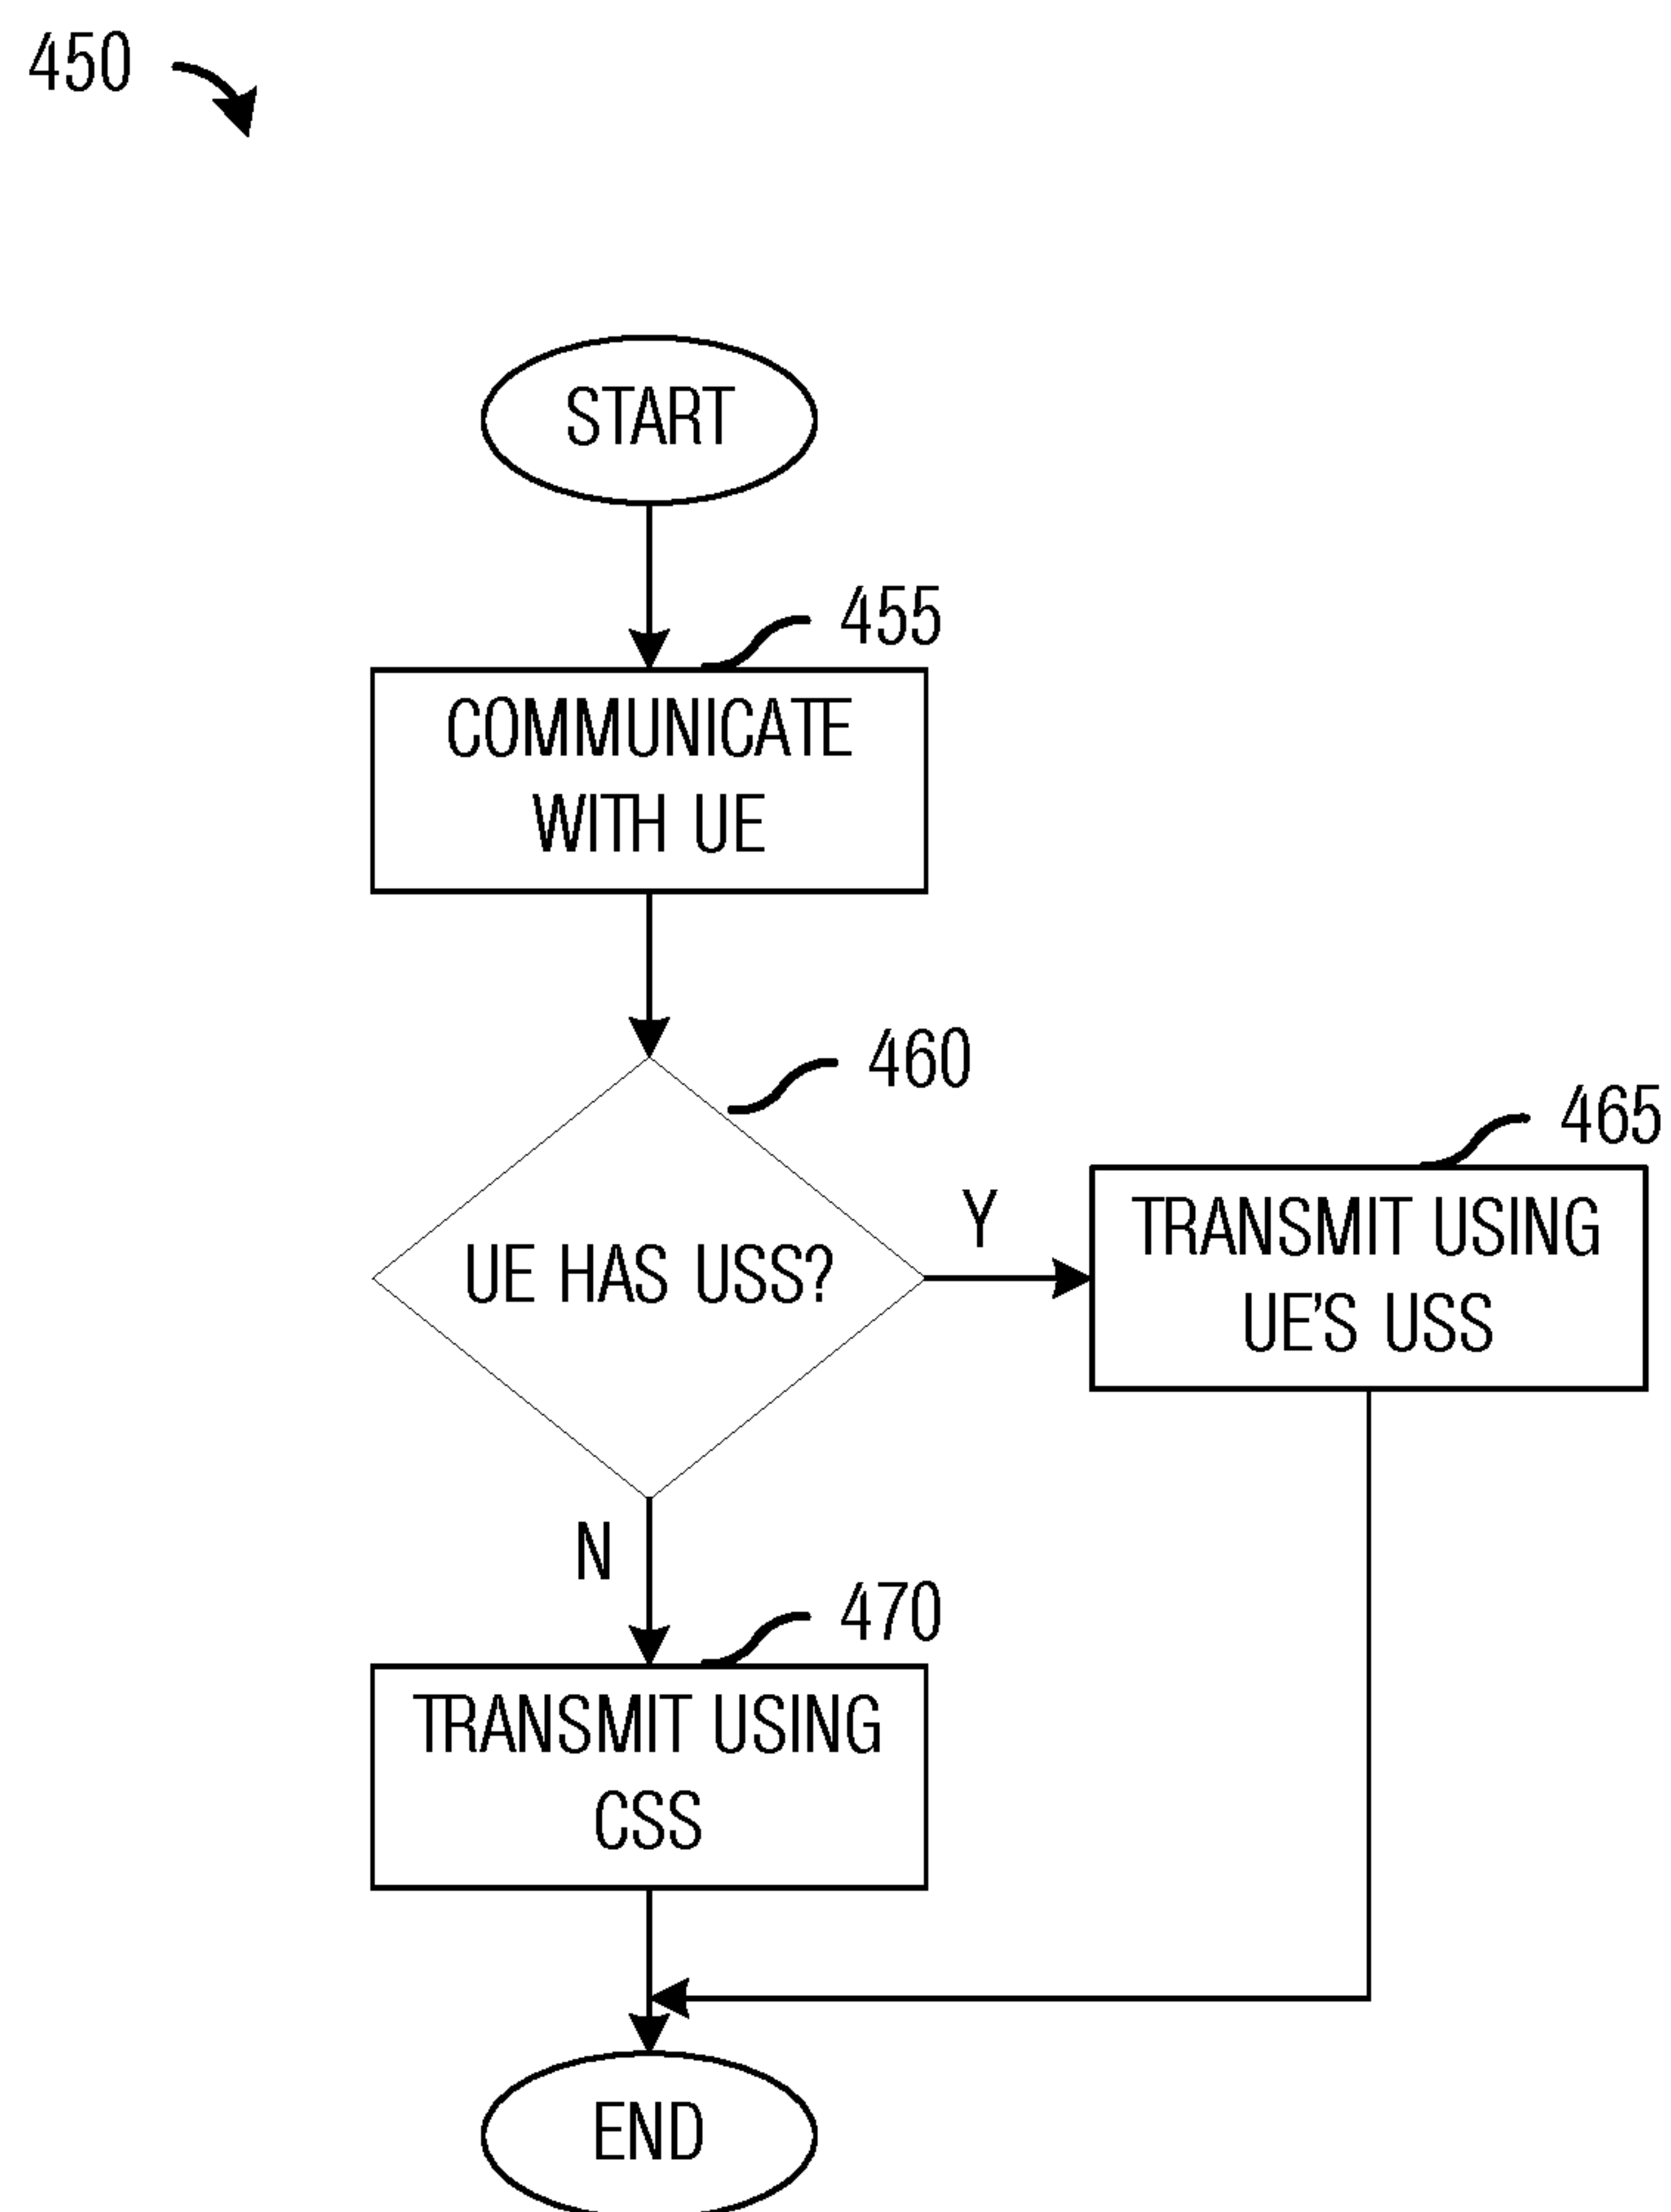 450
START
455
COMMUNICATE
WITH UE
460
UE HAS USS?
Y
465
TRANSMIT USING
UE'S USS
N
470
TRANSMIT USING
CSS
END